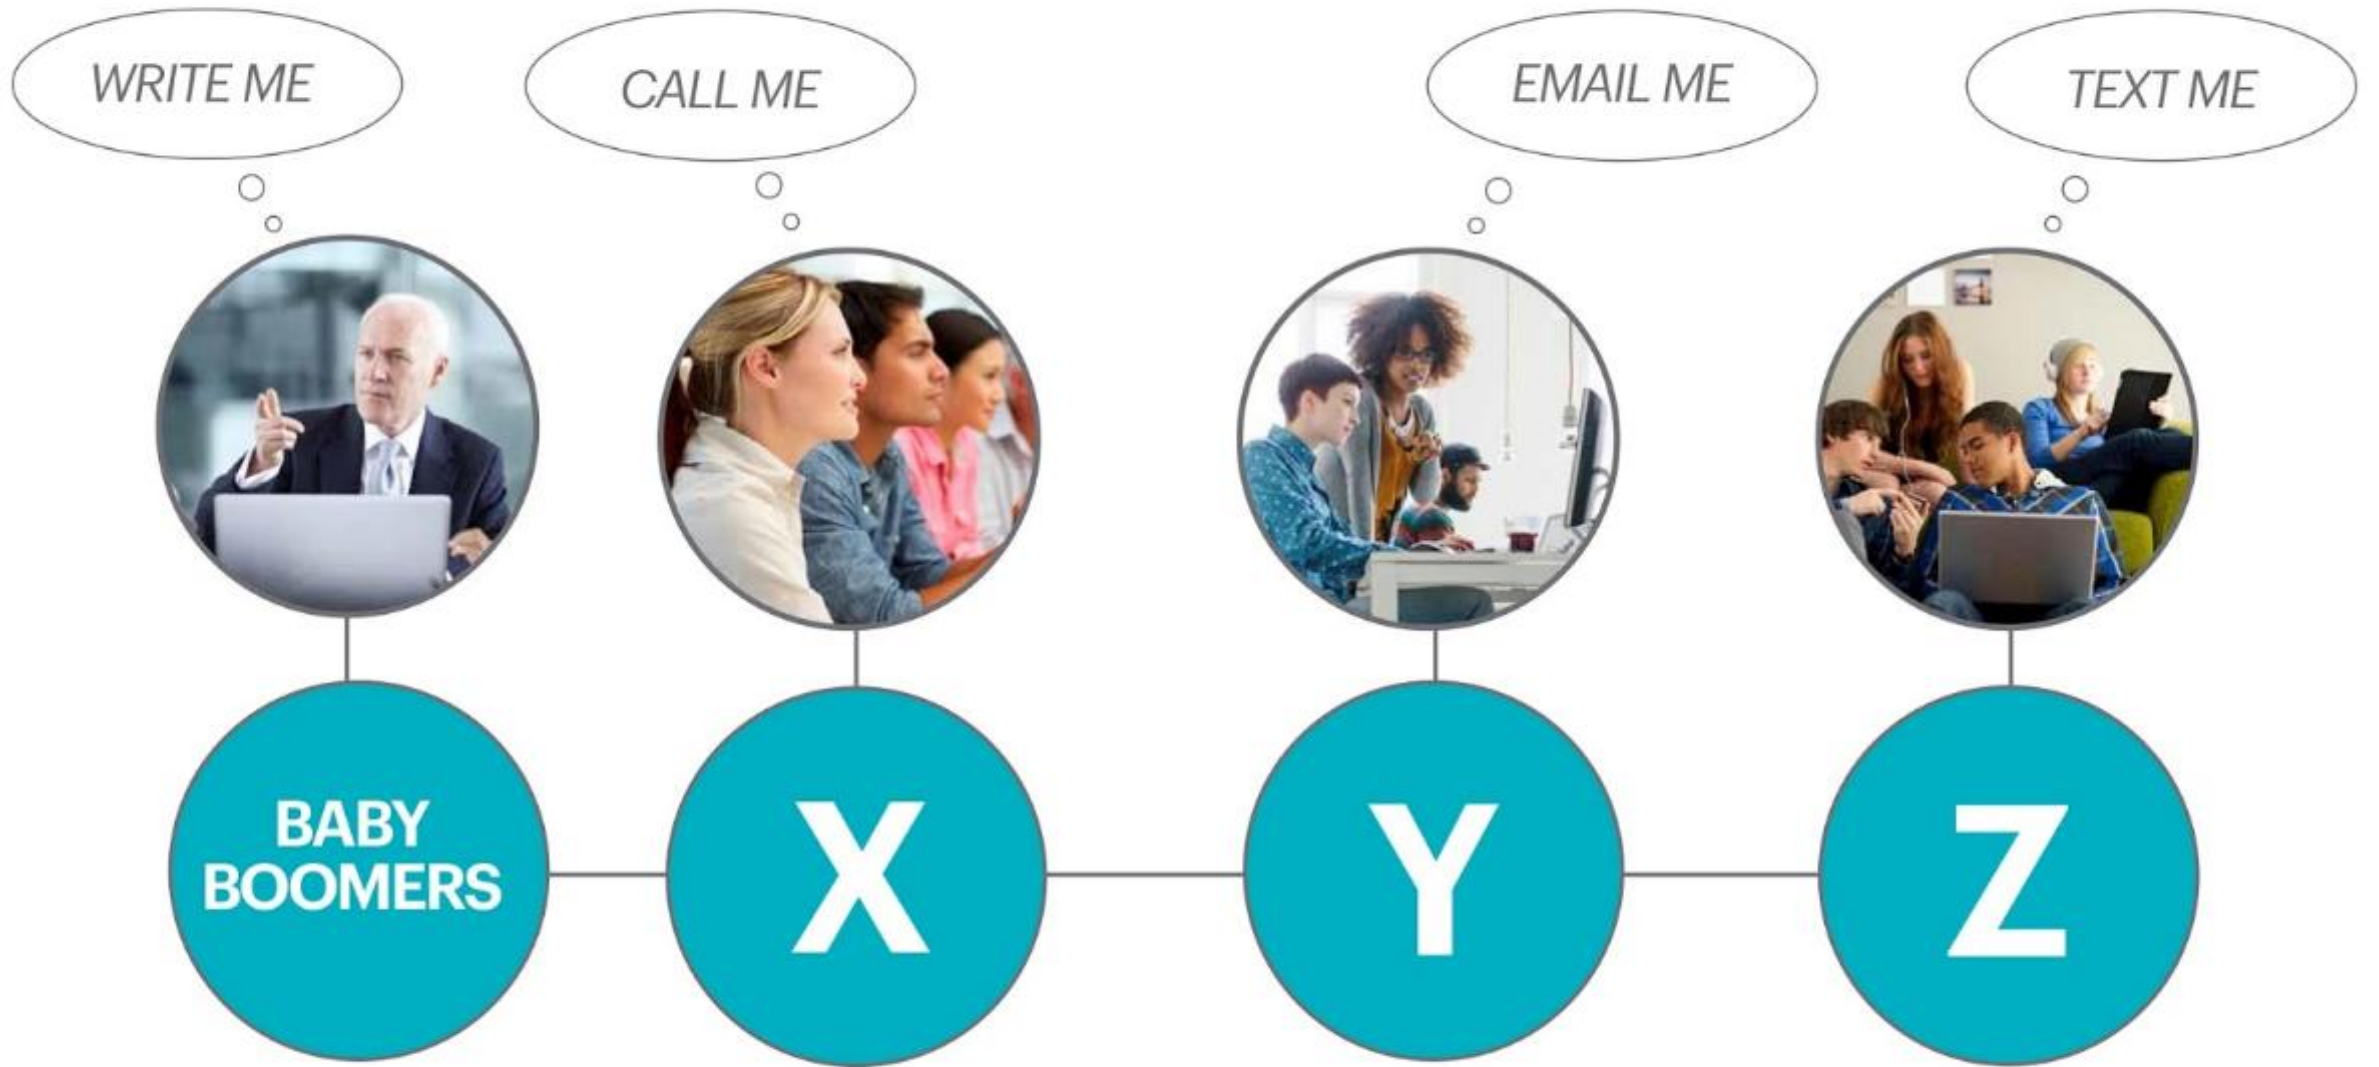 WRITE ME
CALL ME
EMAIL ME
TEXT ME
BABY
BOOMERS
X
Y
Z